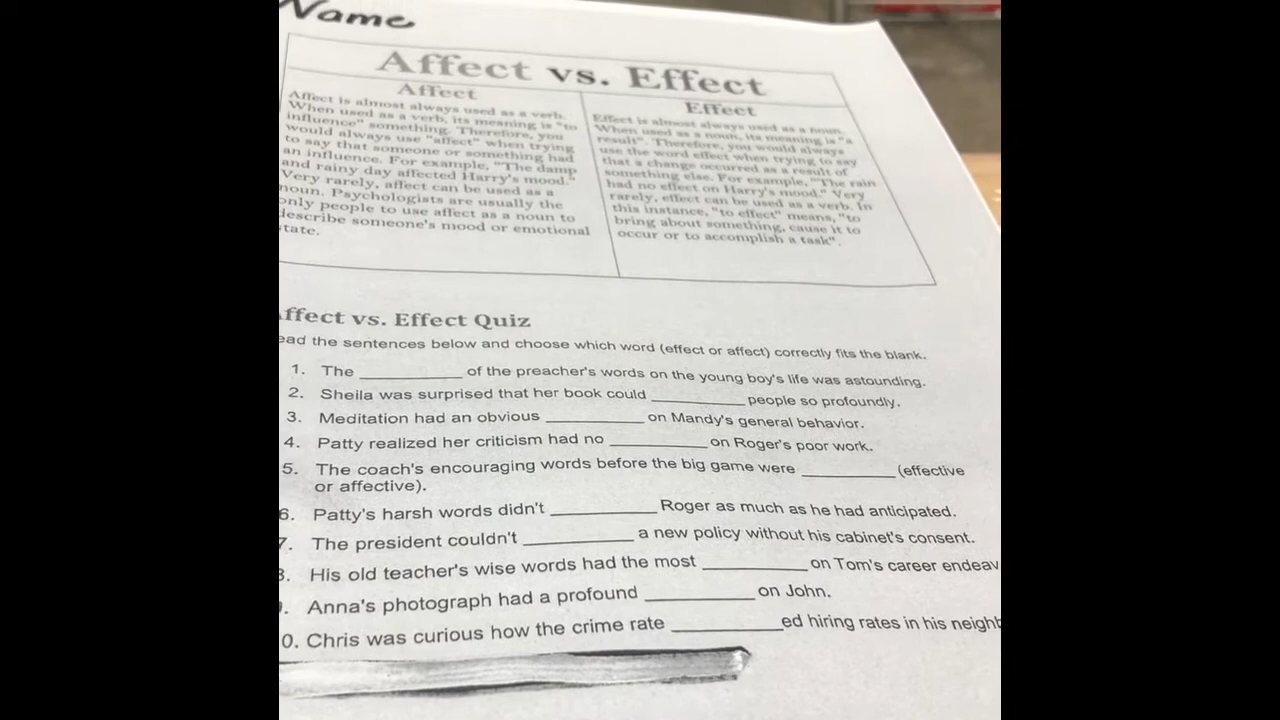 Name
Affect vs. Effect
Affect
Affect is almost always used as a verb.
When used as a verb, its meaning is "to
influence" something. Therefore, you
would always use "affect" when trying
to say that someone or something had
an influence. For example, "The damp
and rainy day affected Harry's mood."
Very rarely, affect can be used as a
noun. Psychologists are usually the
only people to use affect as a noun to
describe someone's mood or emotional
state.
Effect
Effect is almost always used as a noun.
When used as a noun, its meaning is "a
result". Therefore, you would always
use the word effect when trying to say
that a change occurred as a result of
something else. For example, "The rain
had no effect on Harry's mood." Very
rarely, effect can be used as a verb. In
this instance, "to effect" means, "to
bring about something, cause it to
occur or to accomplish a task".
ffect vs. Effect Quiz
ead the sentences below and choose which word (effect or affect) correctly fits the blank.
1. The __________ of the preacher's words on the young boy's life was astounding.
2. Sheila was surprised that her book could __________ people so profoundly.
3. Meditation had an obvious __________ on Mandy's general behavior.
4. Patty realized her criticism had no __________ on Roger's poor work.
5. The coach's encouraging words before the big game were __________ (effective
or affective).
6. Patty's harsh words didn't __________ Roger as much as he had anticipated.
7. The president couldn't __________ a new policy without his cabinet's consent.
8. His old teacher's wise words had the most __________ on Tom's career endeav
. Anna's photograph had a profound __________ on John.
0. Chris was curious how the crime rate __________ed hiring rates in his neighb